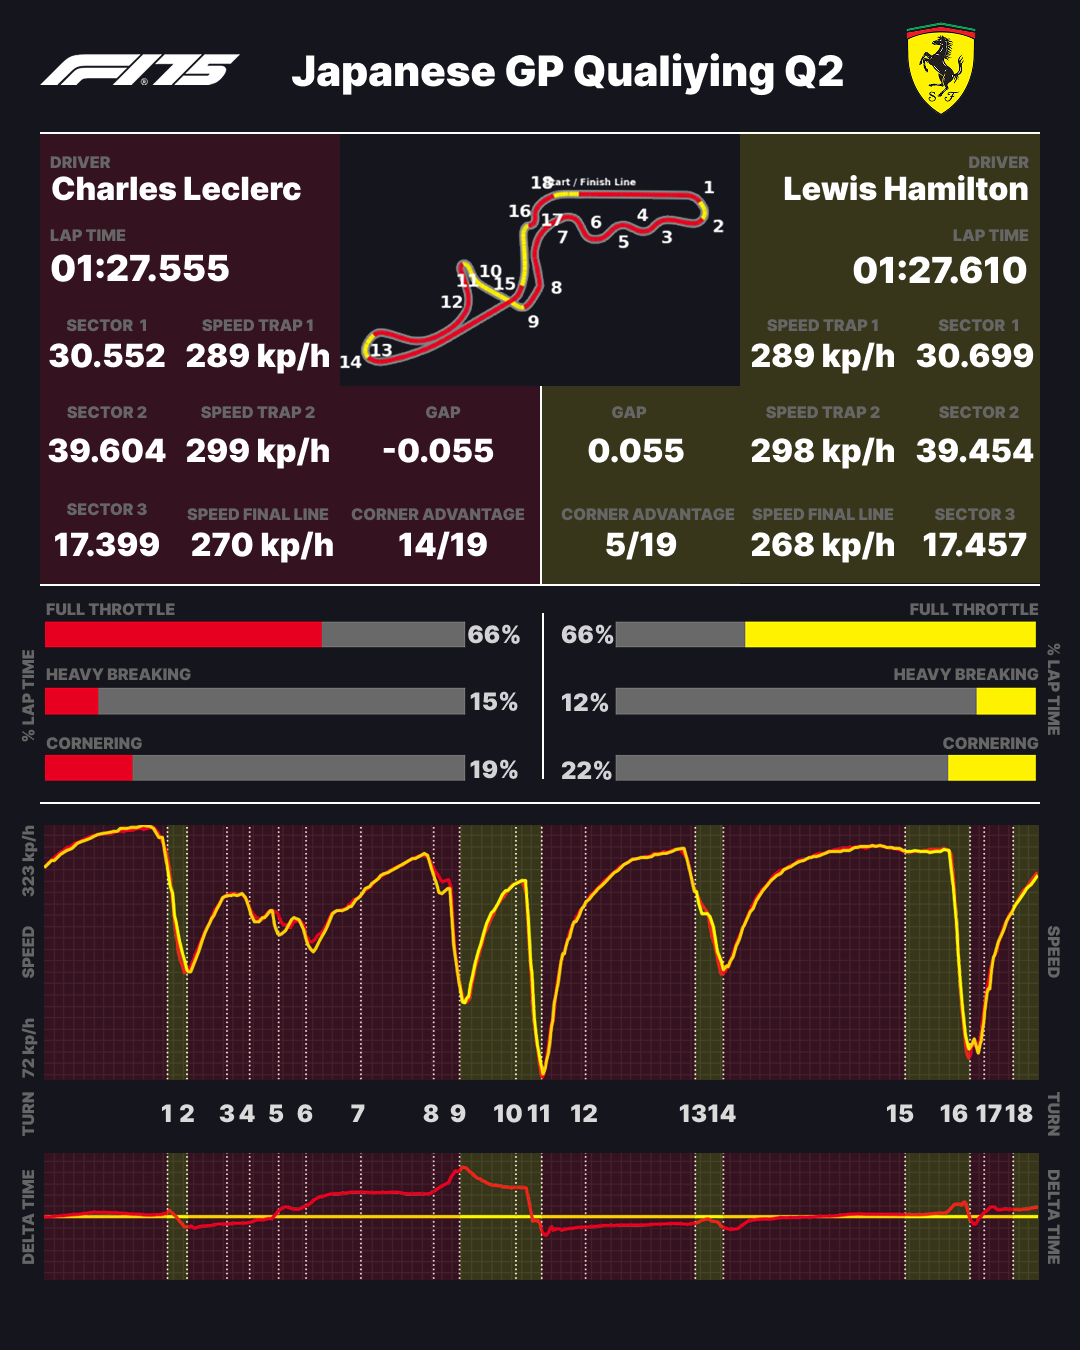 F1.75
Japanese GP Qualiying Q2
S F
DRIVER
Charles Leclerc
LAP TIME
01:27.555
SECTOR 1
SPEED TRAP 1
30.552
289 kp/h
SECTOR 2
SPEED TRAP 2
GAP
39.604
299 kp/h
-0.055
SECTOR 3
SPEED FINAL LINE
CORNER ADVANTAGE
17.399
270 kp/h
14/19
18
art / Finish Line
1
16
17
6
4
2
7
5
3
10
11
15
8
12
9
13
14
DRIVER
Lewis Hamilton
LAP TIME
01:27.610
SPEED TRAP 1
SECTOR 1
289 kp/h
30.699
GAP
SPEED TRAP 2
SECTOR 2
0.055
298 kp/h
39.454
CORNER ADVANTAGE
SPEED FINAL LINE
SECTOR 3
5/19
268 kp/h
17.457
% LAP TIME
FULL THROTTLE
66%
HEAVY BREAKING
15%
CORNERING
19%
FULL THROTTLE
66%
HEAVY BREAKING
12%
CORNERING
22%
% LAP TIME
323 kp/h
SPEED
72 kp/h
SPEED
TURN
1 2 3 4 5 6 7 8 9 10 11 12 13 14 15 16 17 18
TURN
DELTA TIME
DELTA TIME